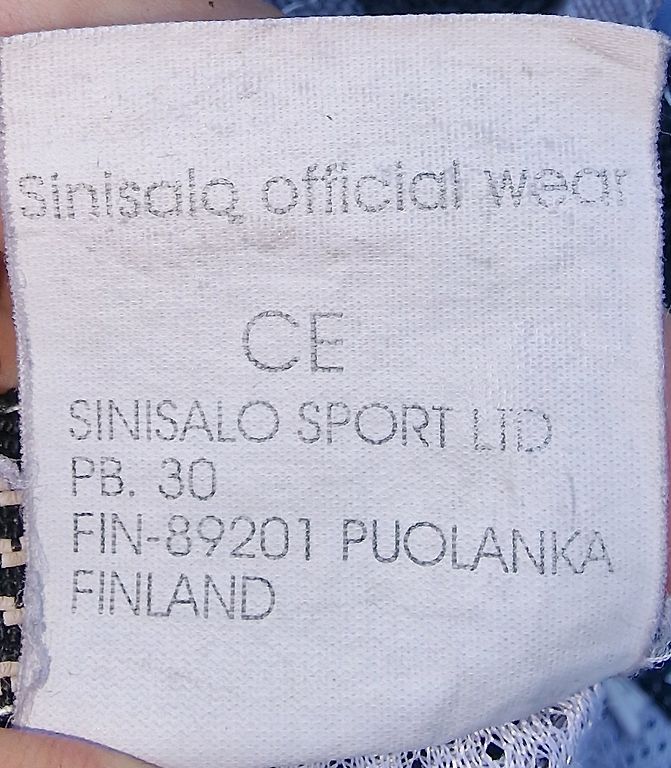 Sinisalo official wear
CE
SINISALO SPORT LTD
PB. 30
FIN-89201 PUOLANKA
FINLAND